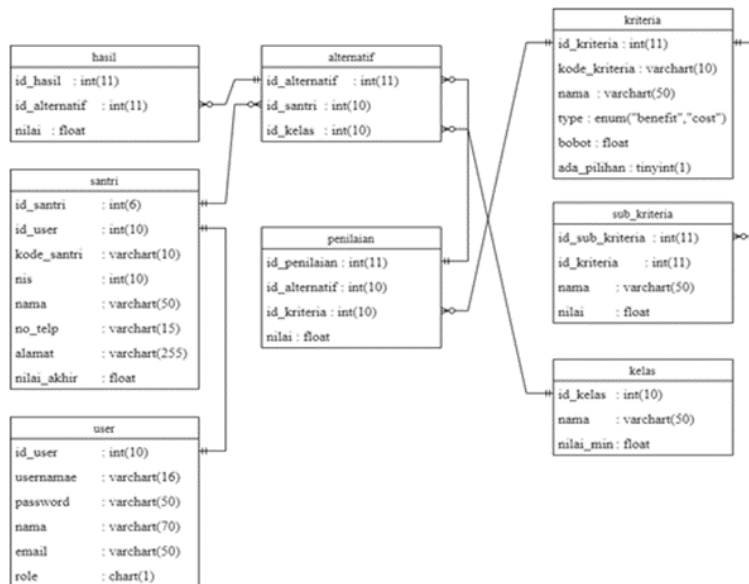 hasil
id_hasil : int(11)
id_alternatif : int(11)
nilai : float
alternatif
id_alternatif : int(11)
id_santri : int(10)
id_kelas : int(10)
kriteria
id_kriteria : int(11)
kode_kriteria : varchart(10)
nama : varchart(50)
type : enum("benefit","cost")
bobot : float
ada_pilihan : tinyint(1)
santri
id_santri : int(6)
id_user : int(10)
kode_santri : varchart(10)
nis : int(10)
nama : varchart(50)
no_telp : varchart(15)
alamat : varchart(255)
nilai_akhir : float
penilaian
id_penilaian : int(11)
id_alternatif : int(10)
id_kriteria : int(10)
nilai : float
sub_kriteria
id_sub_kriteria : int(11)
id_kriteria : int(11)
nama : varchart(50)
nilai : float
kelas
id_kelas : int(10)
nama : varchart(50)
nilai_min : float
user
id_user : int(10)
usernamae : varchart(16)
password : varchart(50)
nama : varchart(70)
email : varchart(50)
role : chart(1)